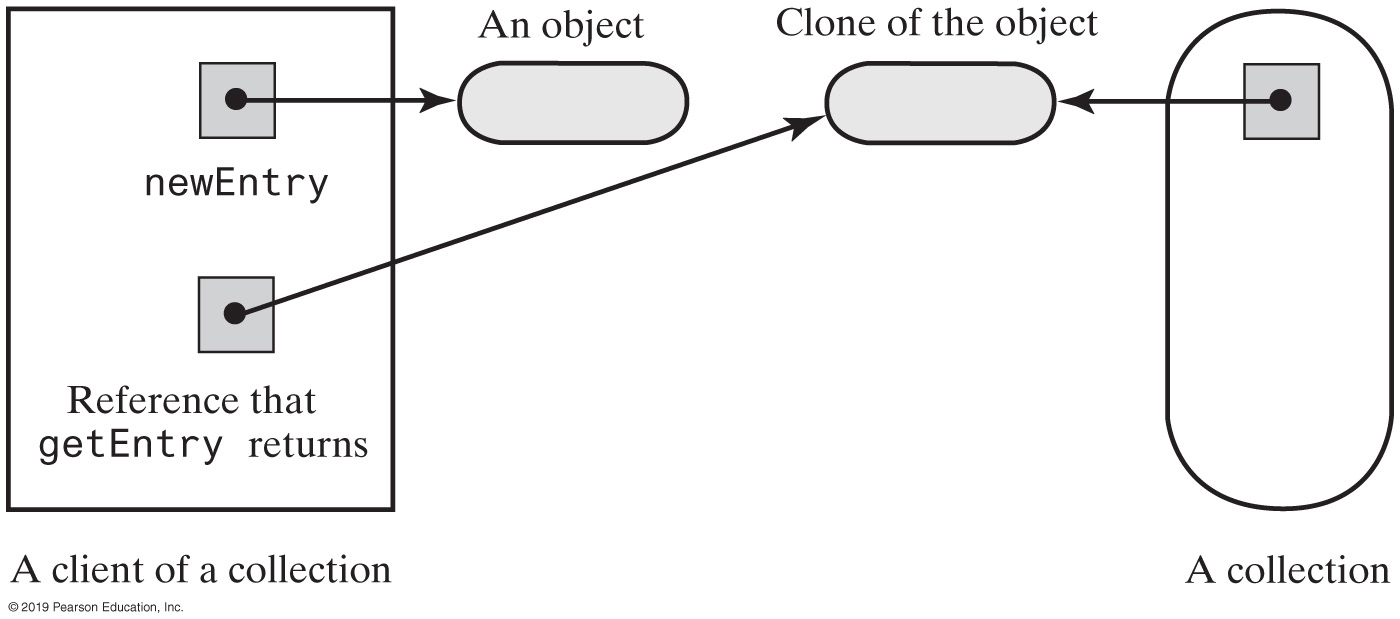 An object
Clone of the object
newEntry
Reference that
getEntry returns
A client of a collection
A collection
© 2019 Pearson Education, Inc.